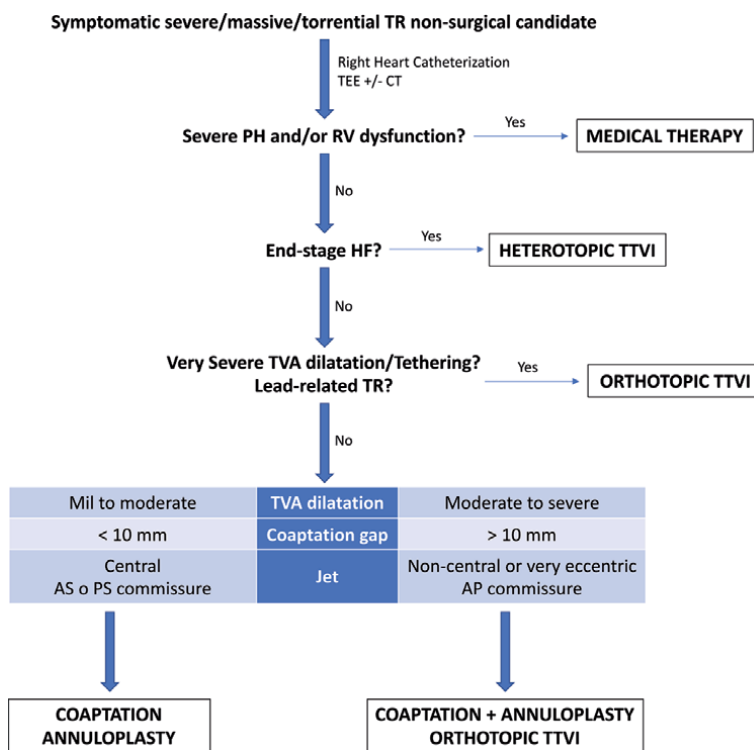 Symptomatic severe/massive/torrential TR non-surgical candidate
Right Heart Catheterization
TEE +/- CT
Severe PH and/or RV dysfunction?
Yes
MEDICAL THERAPY
No
End-stage HF?
Yes
HETEROTOPIC TTVI
No
Very Severe TVA dilatation/Tethering?
Lead-related TR?
Yes
ORTHOTOPIC TTVI
No
Mil to moderate
TVA dilatation
Moderate to severe
< 10 mm
Coaptation gap
> 10 mm
Central
AS o PS commissure
Jet
Non-central or very eccentric
AP commissure
COAPTATION
ANNULOPLASTY
COAPTATION + ANNULOPLASTY
ORTHOTOPIC TTVI